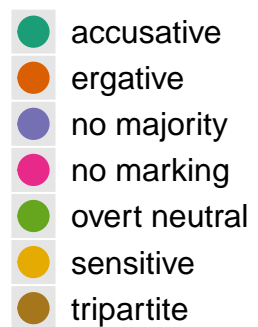 accusative
ergative
no majority
no marking
overt neutral
sensitive
tripartite